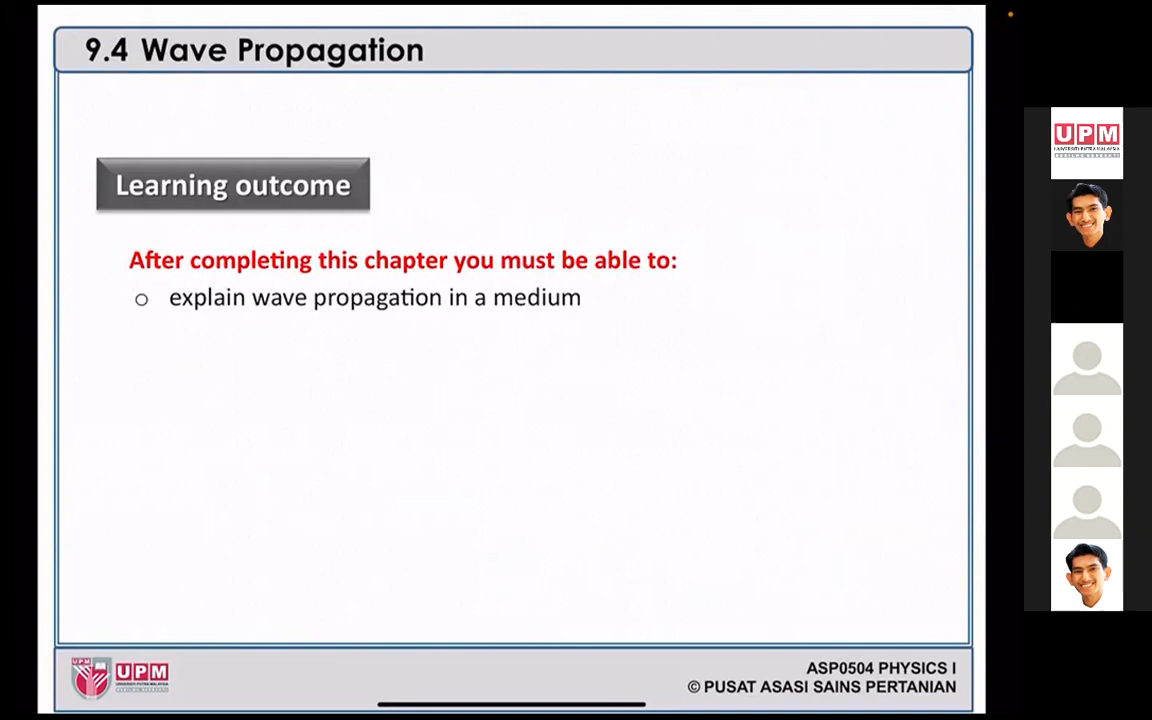 9.4 Wave Propagation
Learning outcome
After completing this chapter you must be able to:
o explain wave propagation in a medium
UPM
UPM
UPM
ASP0504 PHYSICS I
© PUSAT ASASI SAINS PERTANIAN